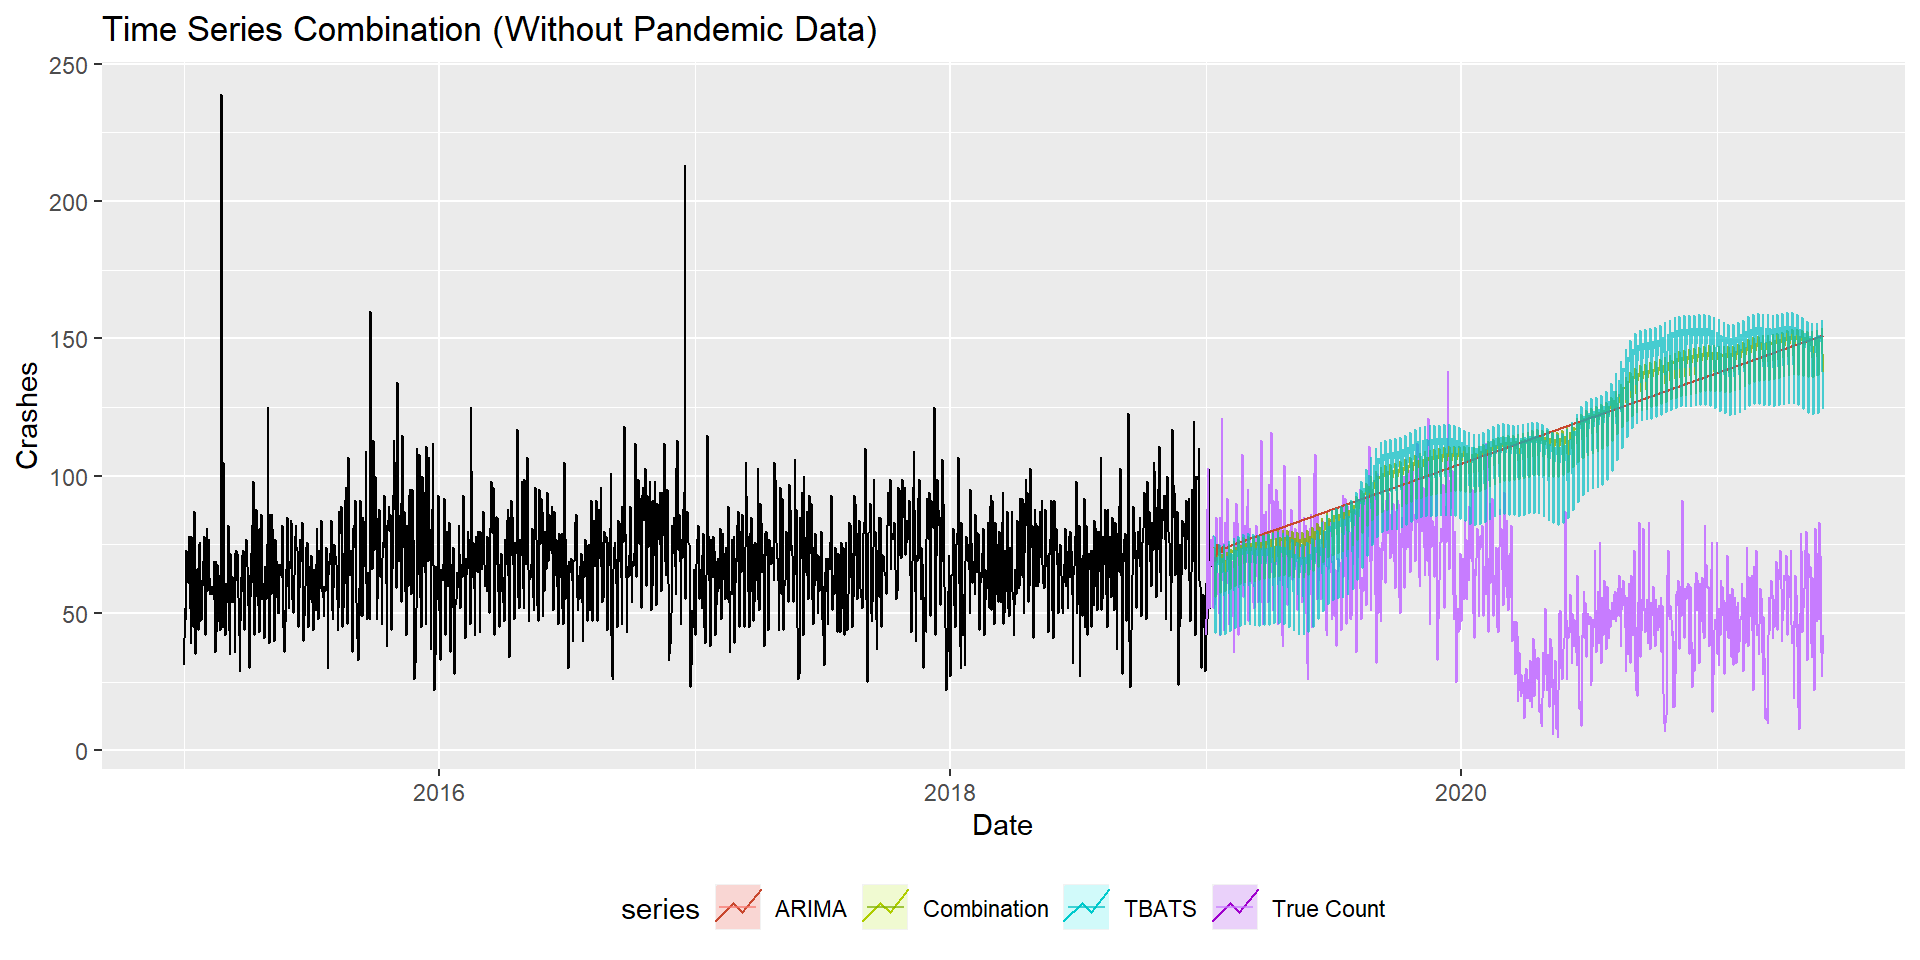 Time Series Combination (Without Pandemic Data)
250
200
150
100
50
0
Crashes
2016 2018 2020
Date
series ARIMA Combination TBATS True Count